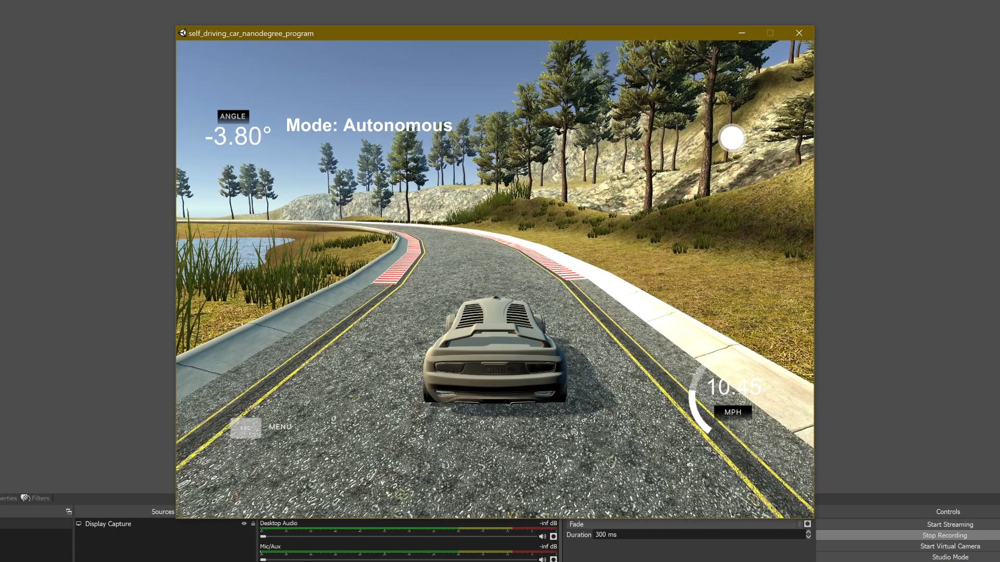 self_driving_car_nanodegree_program
ANGLE
-3.80°
Mode: Autonomous
UNITY
10.45
MPH
ESC
MENU
erties
Filters
Sources
Display Capture
Desktop Audio
-inf dB
Mic/Aux
-inf dB
Fade
Duration
300 ms
Controls
Start Streaming
Stop Recording
Start Virtual Camera
Studio Mode